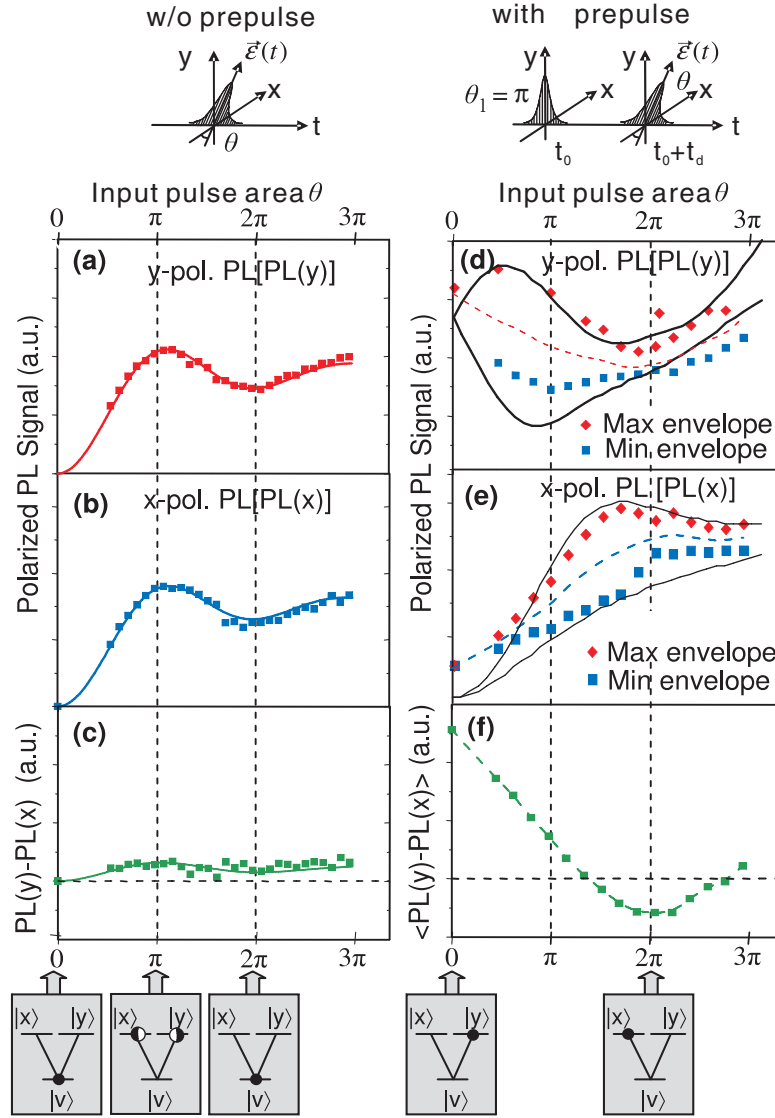 w/o prepulse
with prepulse
y
ε⃗(t)
x
θ
t
y
θ₁ = π
x
t₀
y
ε⃗(t)
θ
x
t₀+t_d
t
Input pulse area θ
Input pulse area θ
0 π 2π 3π
0 π 2π 3π
(a)
y-pol. PL[PL(y)]
(d)
y-pol. PL[PL(y)]
Max envelope
Min envelope
Polarized PL Signal (a.u.)
Polarized PL Signal (a.u.)
(b)
x-pol. PL[PL(x)]
(e)
x-pol. PL [PL(x)]
Max envelope
Min envelope
(c)
PL(y)-PL(x) (a.u.)
(f)
<PL(y)-PL(x)> (a.u.)
0 π 2π 3π
0 π 2π 3π
|x⟩ |y⟩
|v⟩
|x⟩ |y⟩
|v⟩
|x⟩ |y⟩
|v⟩
|x⟩ |y⟩
|v⟩
|x⟩ |y⟩
|v⟩